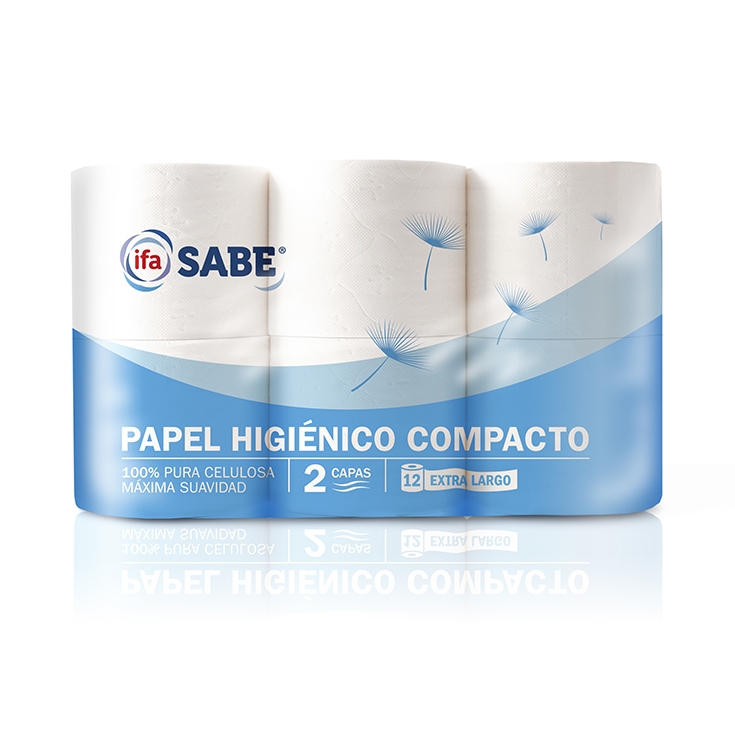 ifa SABE®
PAPEL HIGIÉNICO COMPACTO
100% PURA CELULOSA
MÁXIMA SUAVIDAD
2 CAPAS
12 EXTRA LARGO